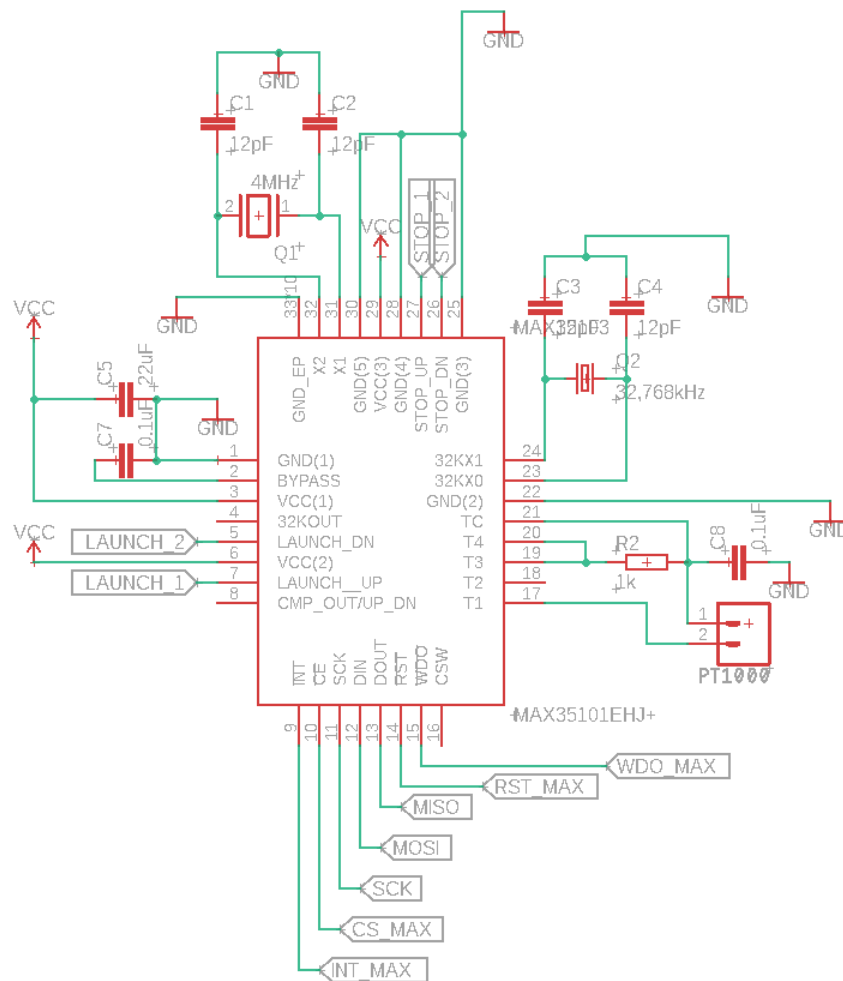 GND
GND
C1
C2
12pF
12pF
4MHz
2
1
Q1
VCC
STOP_1
STOP_2
C3
C4
12pF
GND
Q2
32,768kHz
VCC
GND
C5
22uF
GND
C7
0.1uF
32
31
30
29
28
27
26
25
GND_EP
X2
X1
GND(5)
VCC(3)
GND(4)
STOP_UP
STOP_DN
GND(3)
1 GND(1)
2 BYPASS
3 VCC(1)
4 32KOUT
5 LAUNCH_DN
6 VCC(2)
7 LAUNCH__UP
8 CMP_OUT/UP_DN
LAUNCH_2
VCC
LAUNCH_1
32KX1 24
32KX0 23
GND(2) 22
TC 21
T4 20
T3 19
T2 18
T1 17
GND
R2
1k
C8
0.1uF
GND
1
2
PT1000
INT
CE
SCK
DIN
DOUT
RST
WDO
CSW
9
10
11
12
13
14
15
16
MAX35101EHJ+
WDO_MAX
RST_MAX
MISO
MOSI
SCK
CS_MAX
INT_MAX